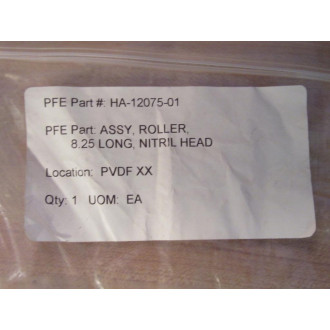 PFE Part #: HA-12075-01
PFE Part: ASSY, ROLLER,
8.25 LONG, NITRIL HEAD
Location: PVDF XX
Qty: 1 UOM: EA